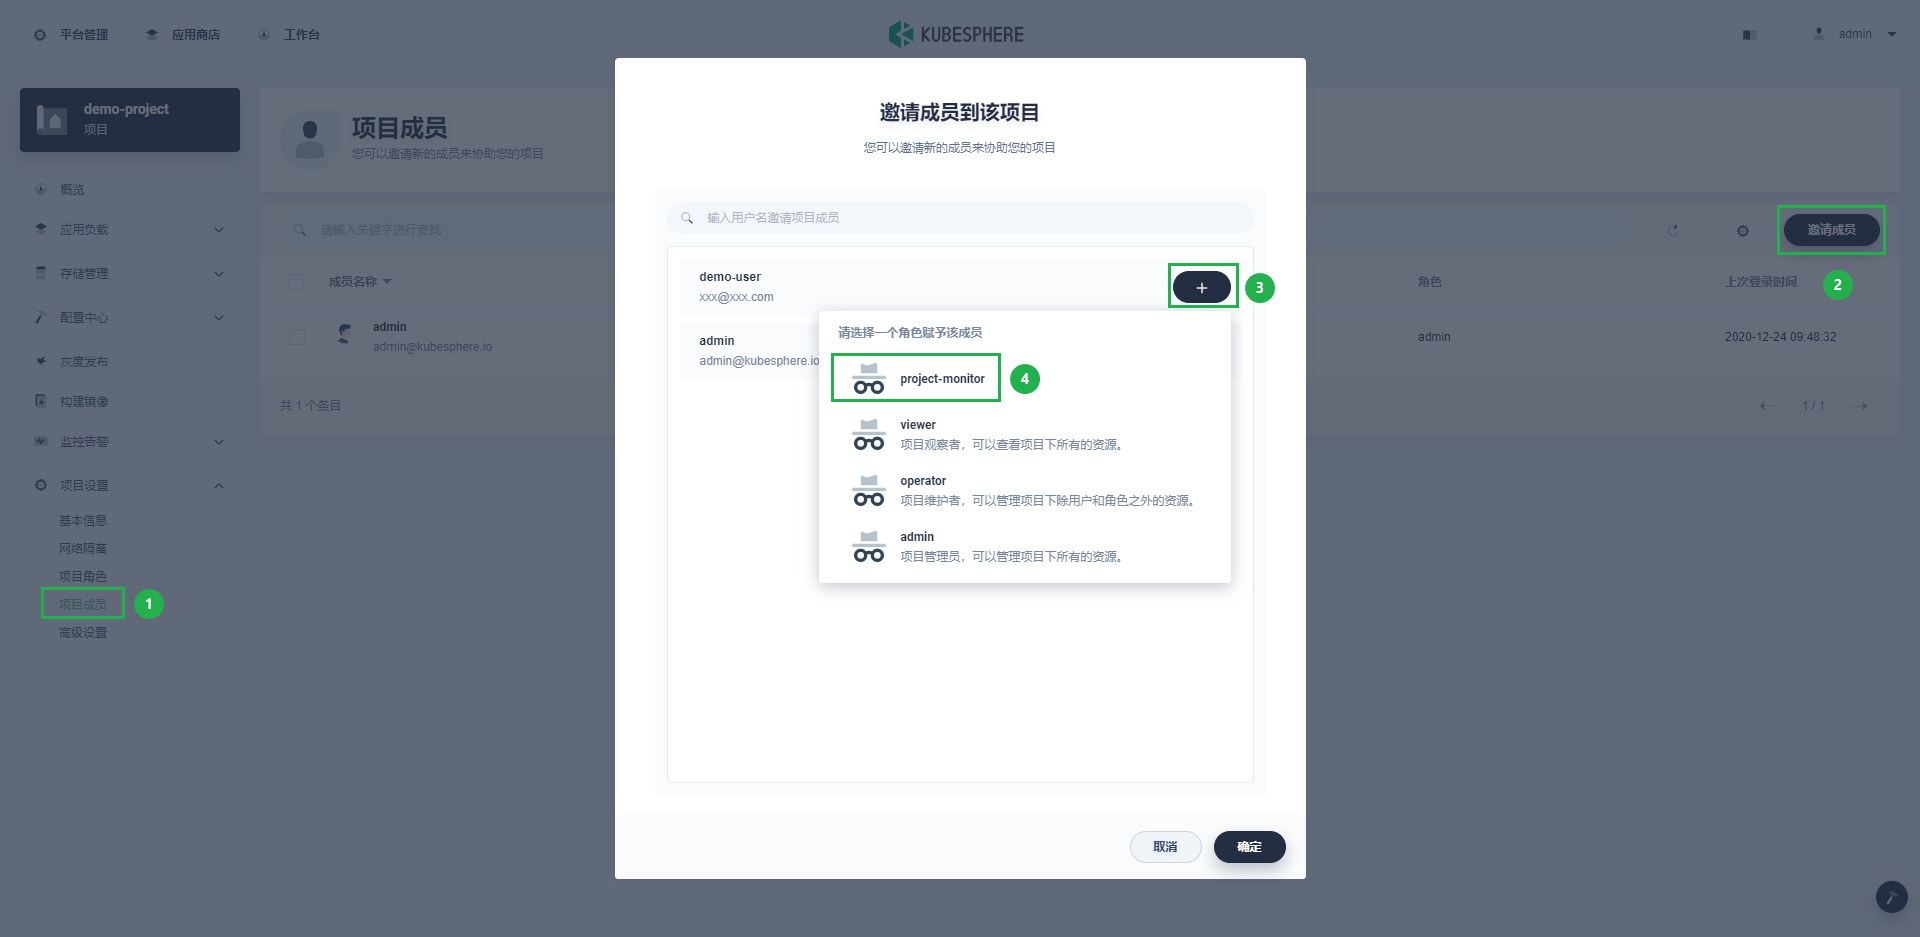 平台管理
应用商店
工作台
KUBESPHERE
admin
demo-project
项目
概览
应用负载
存储管理
配置中心
灰度发布
构建镜像
监控告警
项目设置
基本信息
网络隔离
项目角色
项目成员
1
高级设置
项目成员
您可以邀请新的成员来协助您的项目
请输入关键字进行查找
邀请成员
2
成员名称
角色
上次登录时间
admin
admin@kubesphere.io
admin
2020-12-24 09:48:32
共 1 个条目
1 / 1
邀请成员到该项目
您可以邀请新的成员来协助您的项目
输入用户名邀请项目成员
demo-user
xxx@xxx.com
3
admin
admin@kubesphere.io
请选择一个角色赋予该成员
project-monitor
4
viewer
项目观察者，可以查看项目下所有的资源。
operator
项目维护者，可以管理项目下除用户和角色之外的资源。
admin
项目管理员，可以管理项目下所有的资源。
取消
确定